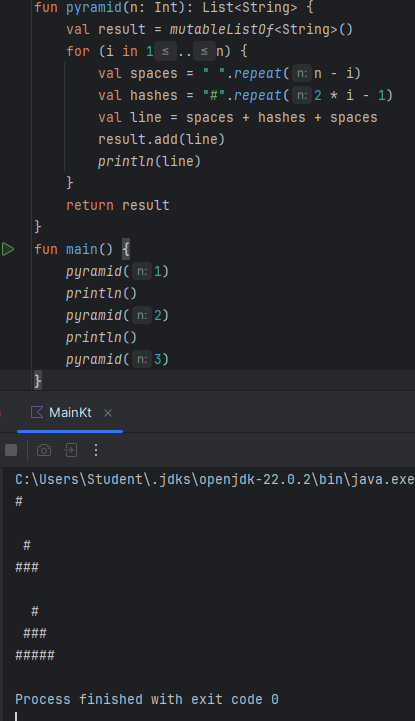 fun pyramid(n: Int): List<String> {
    val result = mutableListOf<String>()
    for (i in 1≤..≤n) {
        val spaces = " ".repeat(n: n - i)
        val hashes = "#".repeat(n: 2 * i - 1)
        val line = spaces + hashes + spaces
        result.add(line)
        println(line)
    }
    return result
}
fun main() {
    pyramid(n: 1)
    println()
    pyramid(n: 2)
    println()
    pyramid(n: 3)
}
MainKt ×
C:\Users\Student\.jdks\openjdk-22.0.2\bin\java.exe
#

 #
###

  #
 ###
#####

Process finished with exit code 0